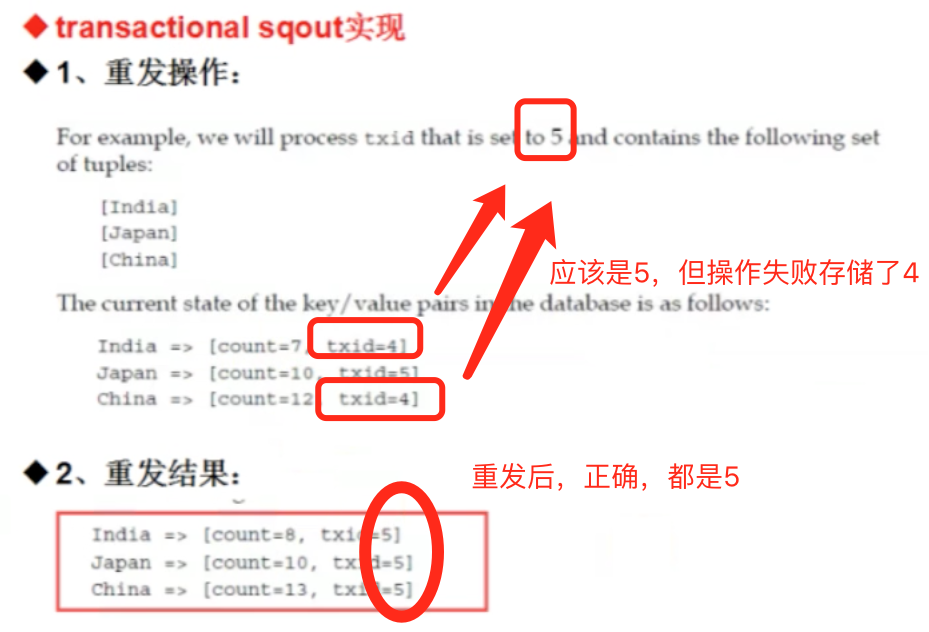 ◆transactional sqout实现
◆1、重发操作：
For example, we will process txid that is set to 5 and contains the following set
of tuples:
[India]
[Japan]
[China]
应该是5，但操作失败存储了4
The current state of the key/value pairs in the database is as follows:
India => [count=7, txid=4]
Japan => [count=10, txid=5]
China => [count=12, txid=4]
◆2、重发结果：
重发后，正确，都是5
India => [count=8, txid=5]
Japan => [count=10, txid=5]
China => [count=13, txid=5]